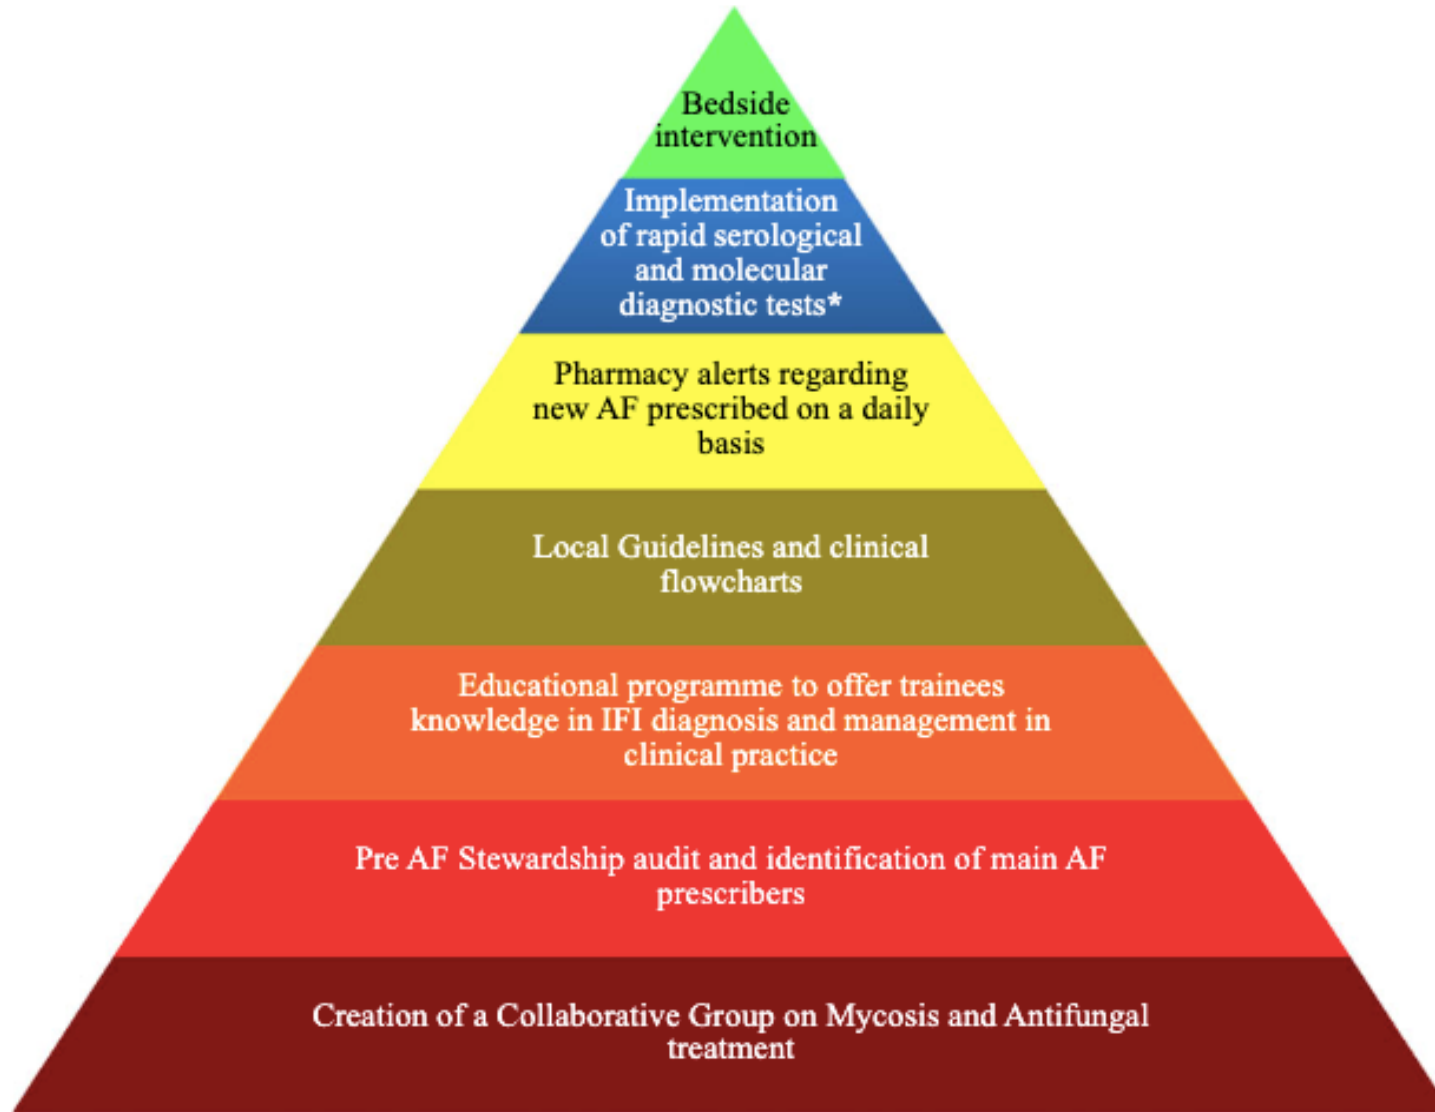 Bedside
intervention
Implementation
of rapid serological
and molecular
diagnostic tests*
Pharmacy alerts regarding
new AF prescribed on a daily
basis
Local Guidelines and clinical
flowcharts
Educational programme to offer trainees
knowledge in IFI diagnosis and management in
clinical practice
Pre AF Stewardship audit and identification of main AF
prescribers
Creation of a Collaborative Group on Mycosis and Antifungal
treatment